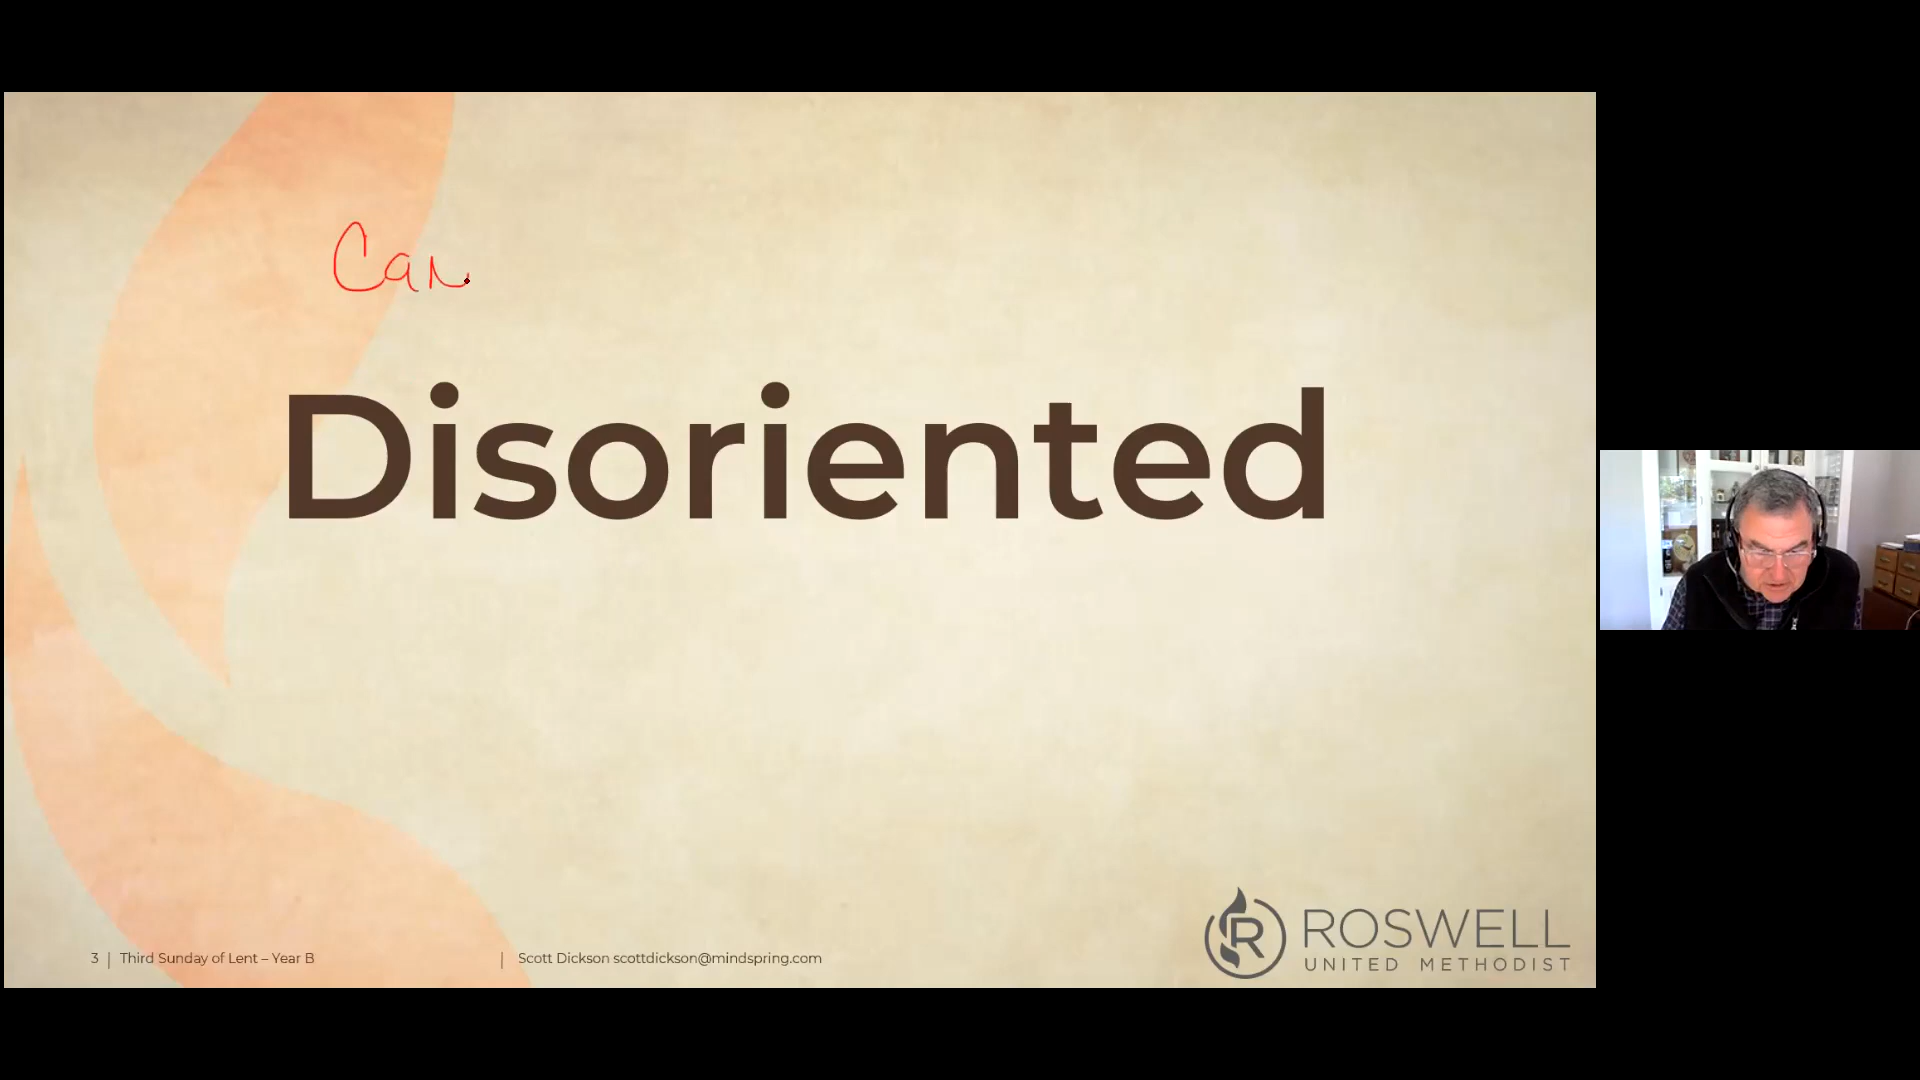 Can
Disoriented
3 | Third Sunday of Lent – Year B | Scott Dickson scottdickson@mindspring.com
ROSWELL
UNITED METHODIST